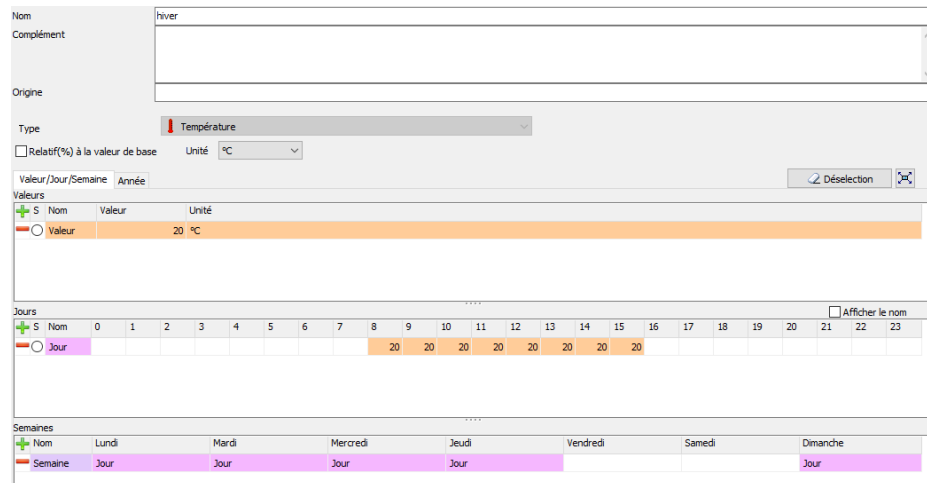 Nom hiver
Complément
Origine
Type Température
Relatif(%) à la valeur de base Unité °C
Valeur/Jour/Semaine Année Déselection
Valeurs
S Nom Valeur Unité
Valeur 20 °C
Jours Afficher le nom
S Nom 0 1 2 3 4 5 6 7 8 9 10 11 12 13 14 15 16 17 18 19 20 21 22 23
Jour 20 20 20 20 20 20 20 20
Semaines
Nom Lundi Mardi Mercredi Jeudi Vendredi Samedi Dimanche
Semaine Jour Jour Jour Jour Jour